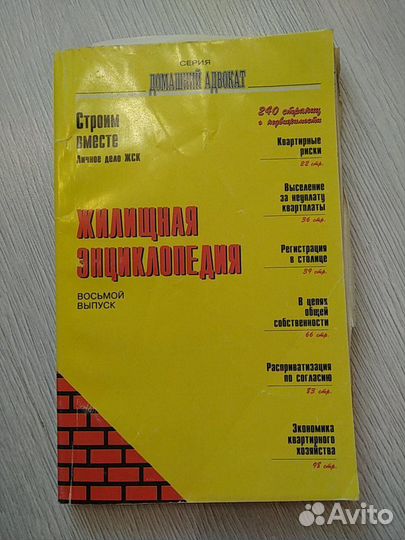 СЕРИЯ
ДОМАШНИЙ АДВОКАТ
Строим
вместе
Личное дело ЖСК
240 страниц
о недвижимости
Квартирные
риски
22 стр.
Выселение
за неуплату
квартплаты
36 стр.
ЖИЛИЩНАЯ
ЭНЦИКЛОПЕДИЯ
ВОСЬМОЙ
ВЫПУСК
Регистрация
в столице
39 стр.
В цепях
общей
собственности
66 стр.
Расприватизация
по согласию
83 стр.
Экономика
квартирного
хозяйства
98 стр.
Avito